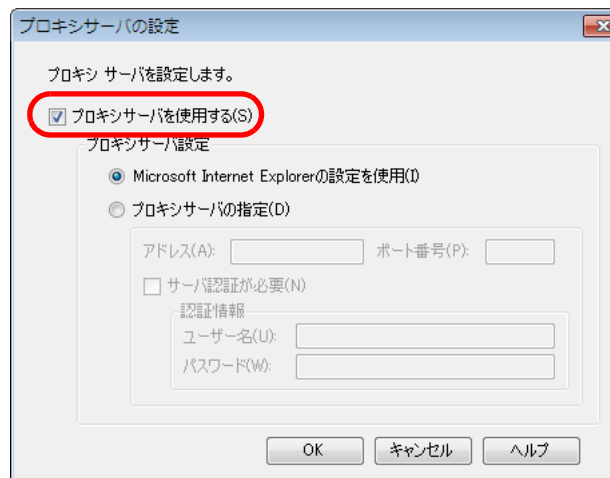 プロキシサーバの設定
プロキシ サーバを設定します。
プロキシサーバを使用する(S)
プロキシサーバ設定
Microsoft Internet Explorerの設定を使用(I)
プロキシサーバの指定(D)
アドレス(A): ポート番号(P):
サーバ認証が必要(N)
認証情報
ユーザー名(U):
パスワード(W):
OK キャンセル ヘルプ